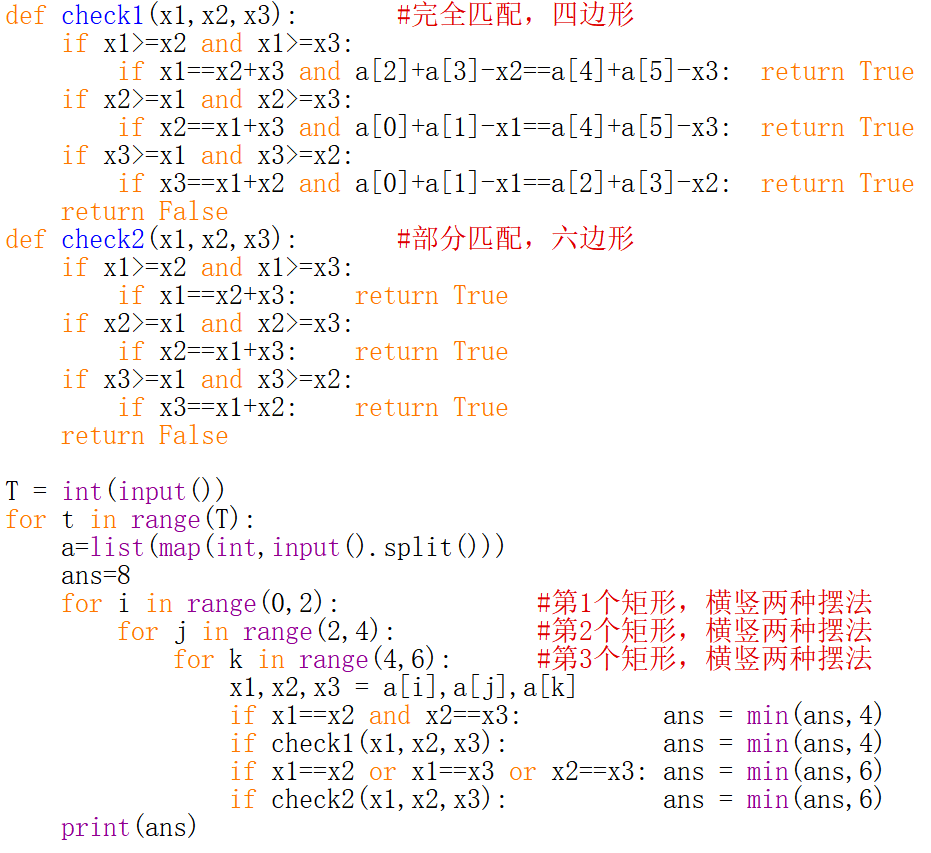 def check1(x1,x2,x3):       #完全匹配，四边形
    if x1>=x2 and x1>=x3:
        if x1==x2+x3 and a[2]+a[3]-x2==a[4]+a[5]-x3:  return True
    if x2>=x1 and x2>=x3:
        if x2==x1+x3 and a[0]+a[1]-x1==a[4]+a[5]-x3:  return True
    if x3>=x1 and x3>=x2:
        if x3==x1+x2 and a[0]+a[1]-x1==a[2]+a[3]-x2:  return True
    return False
def check2(x1,x2,x3):       #部分匹配，六边形
    if x1>=x2 and x1>=x3:
        if x1==x2+x3:    return True
    if x2>=x1 and x2>=x3:
        if x2==x1+x3:    return True
    if x3>=x1 and x3>=x2:
        if x3==x1+x2:    return True
    return False

T = int(input())
for t in range(T):
    a=list(map(int,input().split()))
    ans=8
    for i in range(0,2):              #第1个矩形，横竖两种摆法
        for j in range(2,4):          #第2个矩形，横竖两种摆法
            for k in range(4,6):      #第3个矩形，横竖两种摆法
                x1,x2,x3 = a[i],a[j],a[k]
                if x1==x2 and x2==x3:          ans = min(ans,4)
                if check1(x1,x2,x3):           ans = min(ans,4)
                if x1==x2 or x1==x3 or x2==x3: ans = min(ans,6)
                if check2(x1,x2,x3):           ans = min(ans,6)
    print(ans)